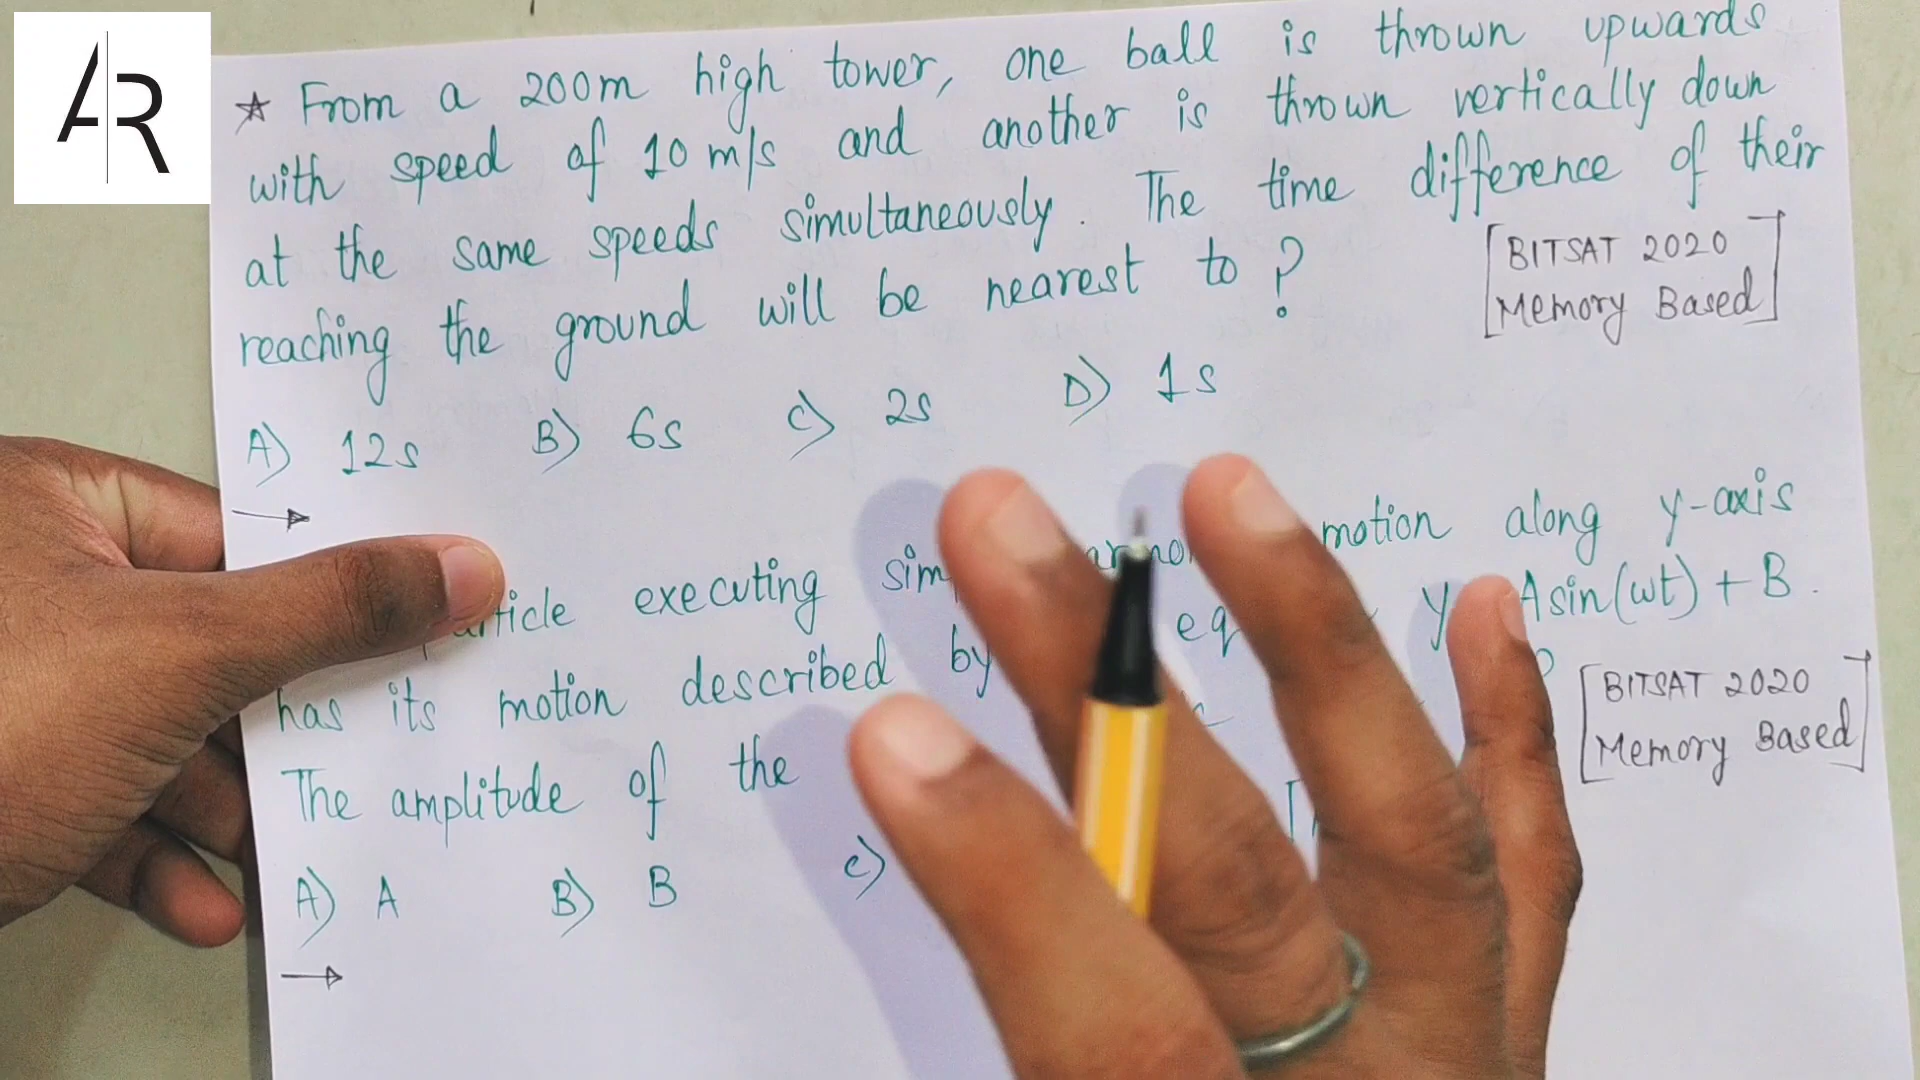 AR
★ From a 200m high tower, one ball is thrown upwards
with speed of 10 m/s and another is thrown vertically down
at the same speeds simultaneously. The time difference of their
reaching the ground will be nearest to ?
[BITSAT 2020
Memory Based]
A) 12s B) 6s C) 2s D) 1s
executing motion along y-axis
has its motion described by y Asin(wt) + B.
The amplitude of the
[BITSAT 2020
Memory Based]
A) A B) B c)